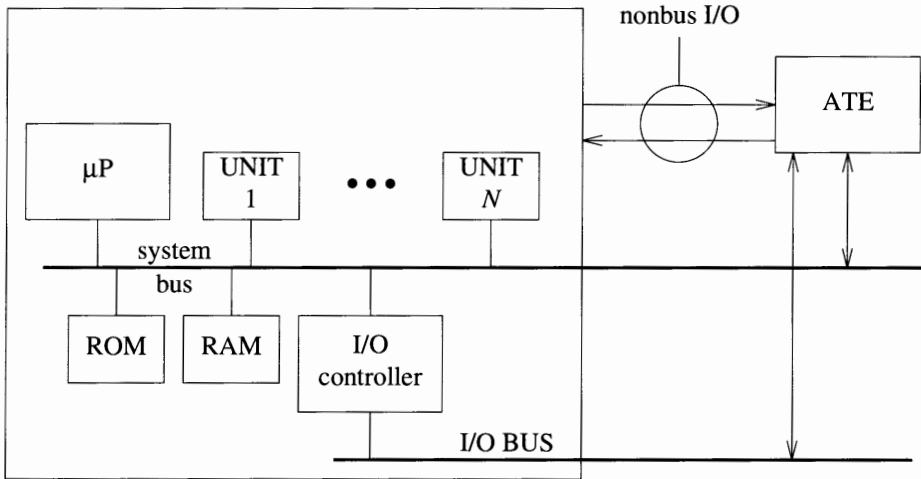 nonbus I/O
ATE
μP
UNIT
1
UNIT
N
system
bus
ROM
RAM
I/O
controller
I/O BUS